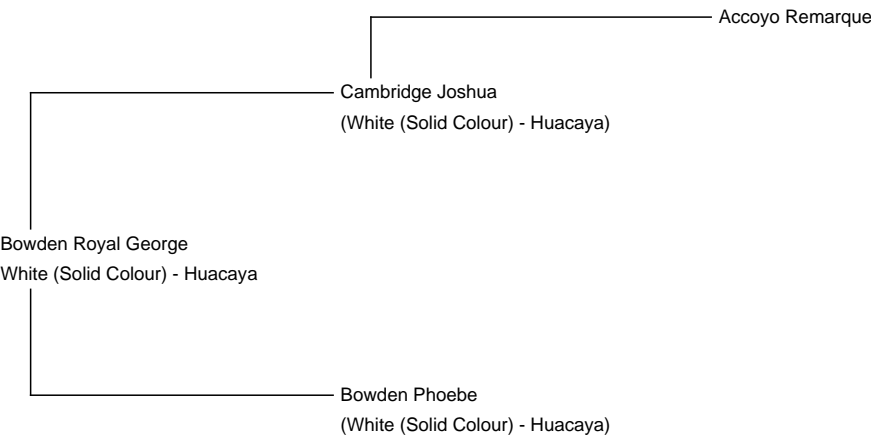 Accoyo Remarque
Cambridge Joshua
(White (Solid Colour) - Huacaya)
Bowden Royal George
White (Solid Colour) - Huacaya
Bowden Phoebe
(White (Solid Colour) - Huacaya)